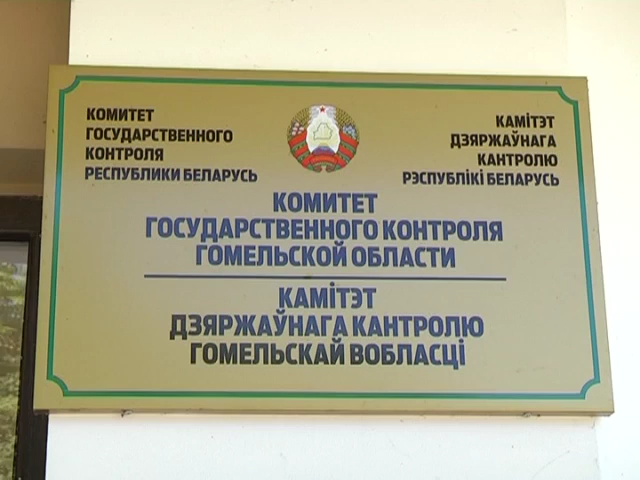 КОМИТЕТ
ГОСУДАРСТВЕННОГО
КОНТРОЛЯ
РЕСПУБЛИКИ БЕЛАРУСЬ
КАМІТЭТ
ДЗЯРЖАЎНАГА
КАНТРОЛЮ
РЭСПУБЛІКІ БЕЛАРУСЬ
КОМИТЕТ
ГОСУДАРСТВЕННОГО КОНТРОЛЯ
ГОМЕЛЬСКОЙ ОБЛАСТИ
КАМІТЭТ
ДЗЯРЖАЎНАГА КАНТРОЛЮ
ГОМЕЛЬСКАЙ ВОБЛАСЦІ